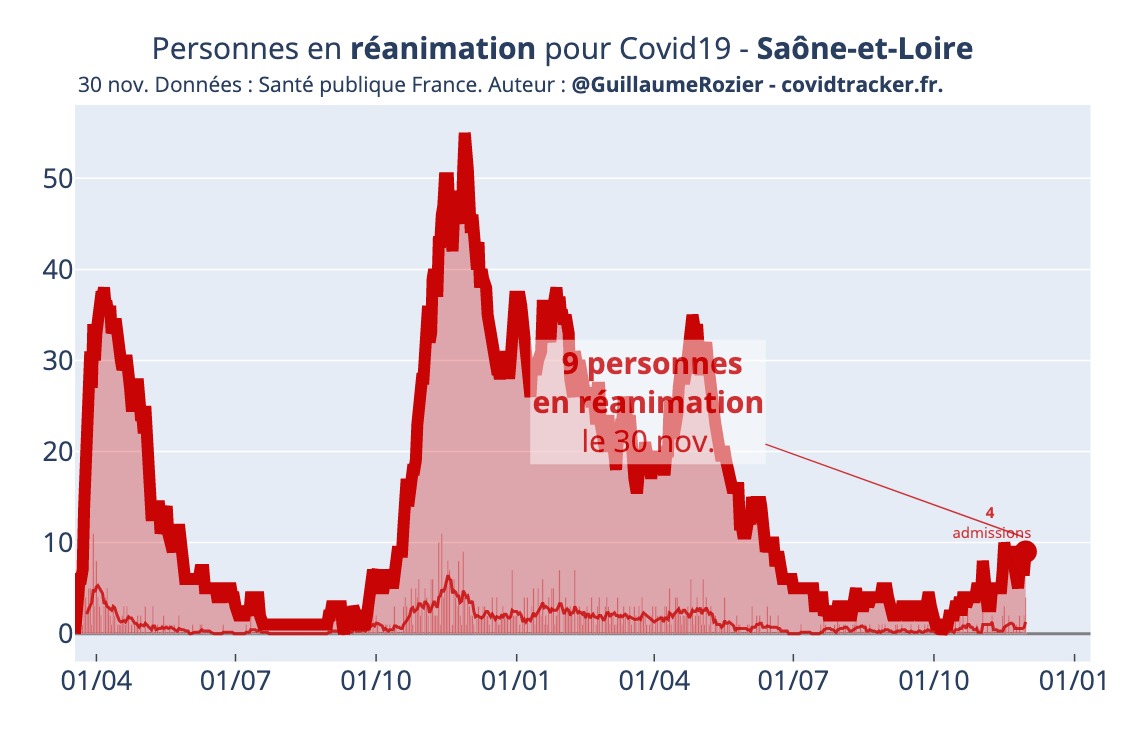 Personnes en réanimation pour Covid19 - Saône-et-Loire
30 nov. Données : Santé publique France. Auteur : @GuillaumeRozier - covidtracker.fr.
50
40
30
20
10
0
9 personnes
en réanimation
le 30 nov.
4
admissions
01/04 01/07 01/10 01/01 01/04 01/07 01/10 01/01